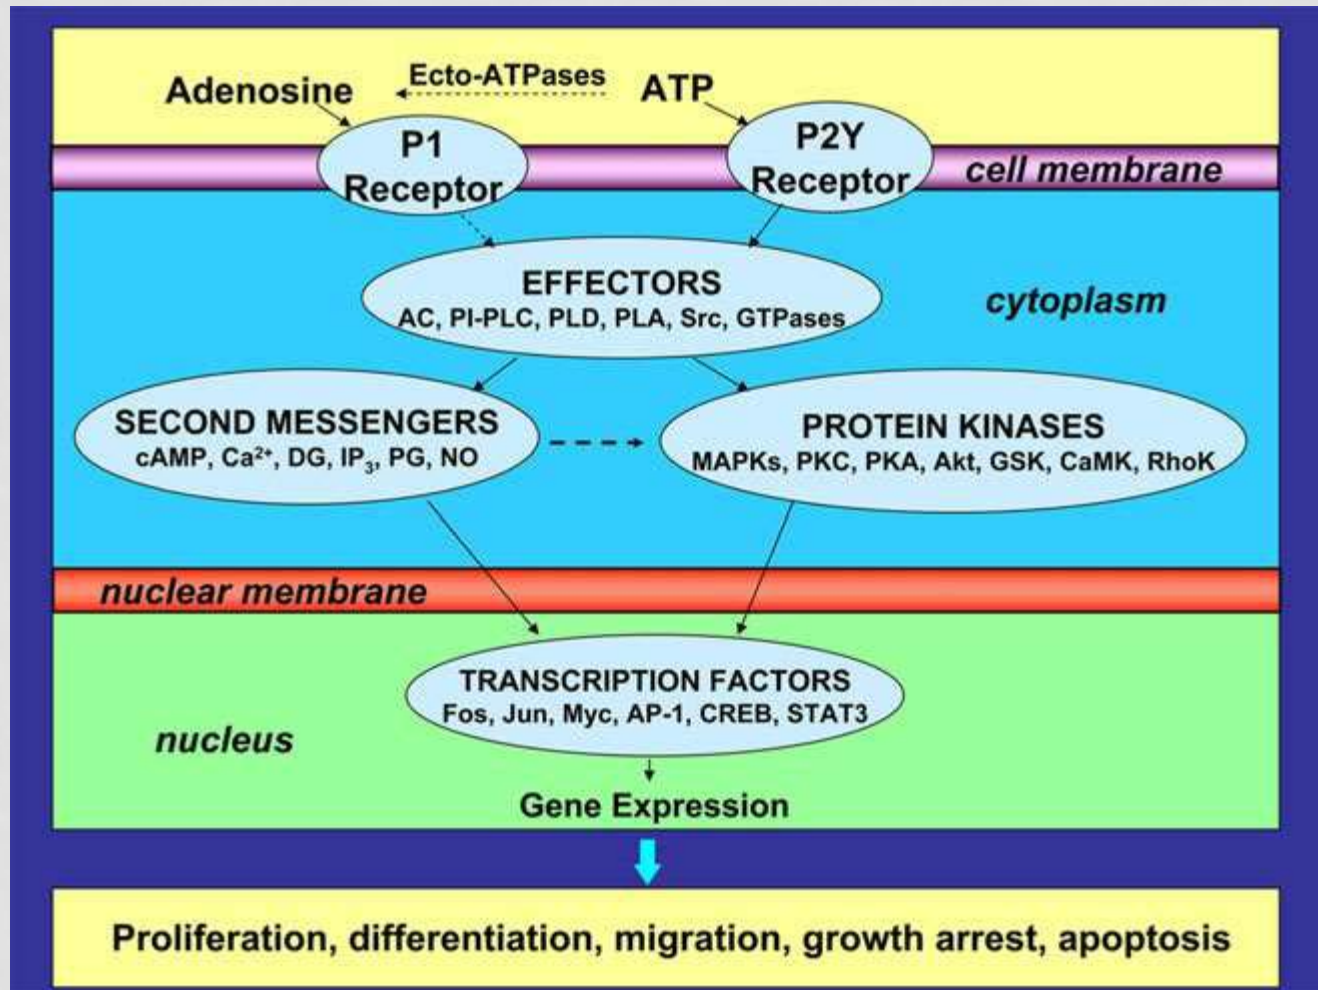 Ecto-ATPases
Adenosine
ATP
P1
Receptor
P2Y
Receptor
cell membrane
EFFECTORS
AC, PI-PLC, PLD, PLA, Src, GTPases
cytoplasm
SECOND MESSENGERS
cAMP, Ca²⁺, DG, IP₃, PG, NO
PROTEIN KINASES
MAPKs, PKC, PKA, Akt, GSK, CaMK, RhoK
nuclear membrane
TRANSCRIPTION FACTORS
Fos, Jun, Myc, AP-1, CREB, STAT3
nucleus
Gene Expression
Proliferation, differentiation, migration, growth arrest, apoptosis